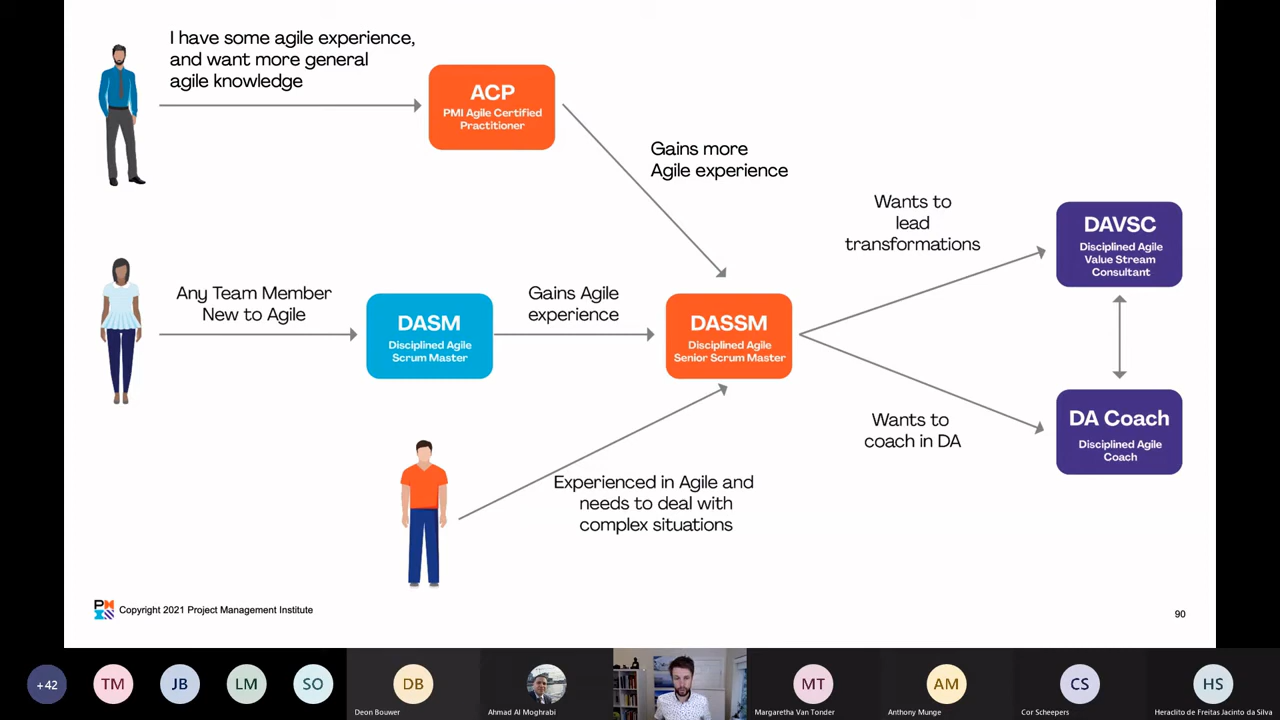 I have some agile experience,
and want more general
agile knowledge
ACP
PMI Agile Certified
Practitioner
Gains more
Agile experience
Wants to
lead
transformations
DAVSC
Disciplined Agile
Value Stream
Consultant
Any Team Member
New to Agile
DASM
Disciplined Agile
Scrum Master
Gains Agile
experience
DASSM
Disciplined Agile
Senior Scrum Master
Wants to
coach in DA
DA Coach
Disciplined Agile
Coach
Experienced in Agile and
needs to deal with
complex situations
Copyright 2021 Project Management Institute
90
+42
TM
JB
LM
SO
DB
Deon Bouwer
Ahmad Al Moghrabi
MT
Margaretha Van Tonder
AM
Anthony Munge
CS
Cor Scheepers
HS
Heraclito de Freitas Jacinto da Silva